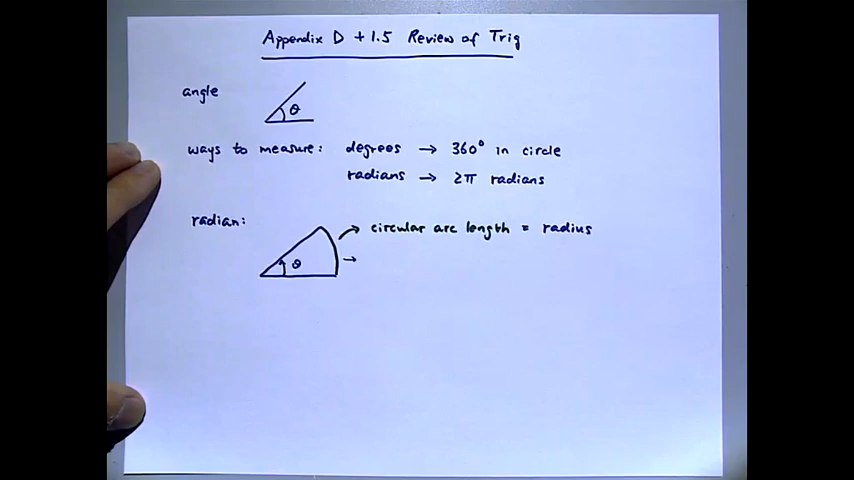 Appendix D + 1.5 Review of Trig
angle θ
ways to measure: degrees → 360° in circle
radians → 2π radians
radian:
→ circular arc length = radius
θ →